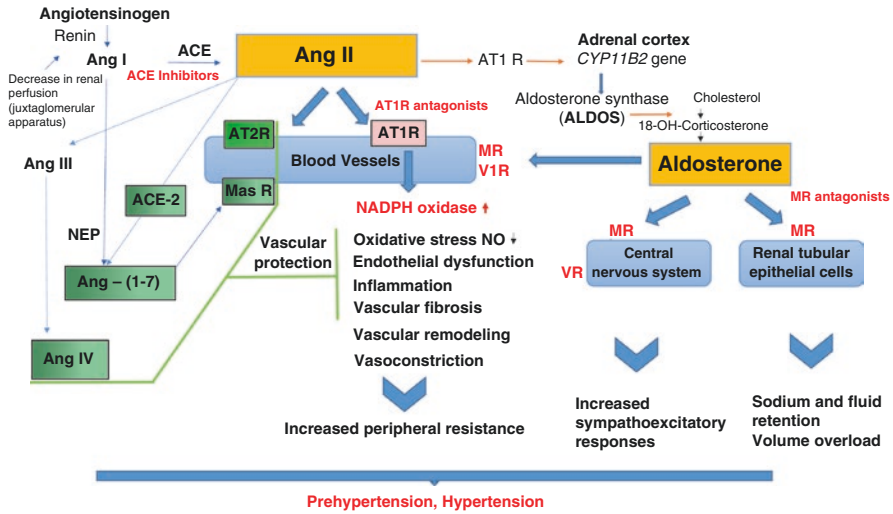 Angiotensinogen
Renin
Ang I
ACE
ACE Inhibitors
Ang II
AT1 R
Adrenal cortex
CYP11B2 gene
Decrease in renal
perfusion
(juxtaglomerular
apparatus)
AT1R antagonists
Aldosterone synthase
(ALDOS)
Cholesterol
18-OH-Corticosterone
AT2R
AT1R
Blood Vessels
MR
V1R
Aldosterone
Ang III
ACE-2
Mas R
MR antagonists
NADPH oxidase
NEP
Vascular
protection
Oxidative stress NO
Endothelial dysfunction
Inflammation
Vascular fibrosis
Vascular remodeling
Vasoconstriction
MR
VR
Central
nervous system
MR
Renal tubular
epithelial cells
Ang – (1-7)
Ang IV
Increased peripheral resistance
Increased
sympathoexcitatory
responses
Sodium and fluid
retention
Volume overload
Prehypertension, Hypertension